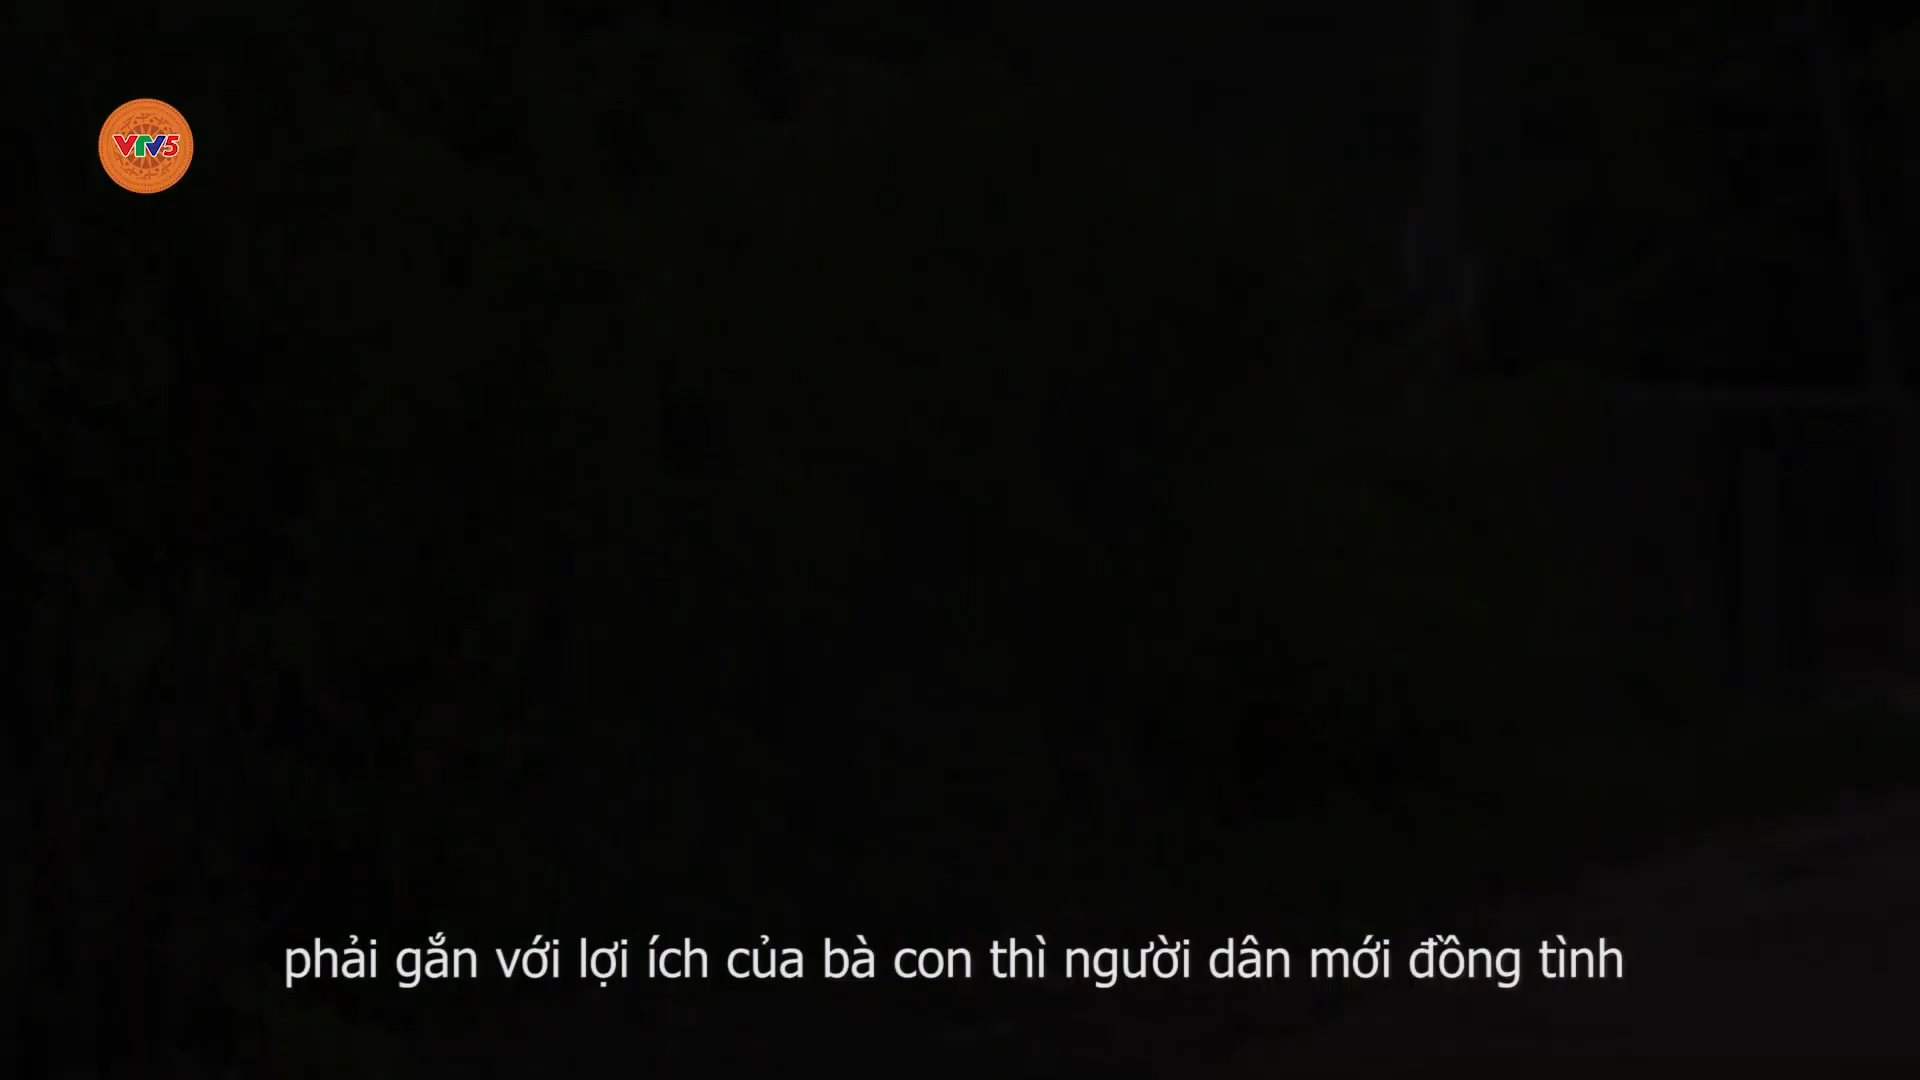 VTV5
phải gắn với lợi ích của bà con thì người dân mới đồng tình